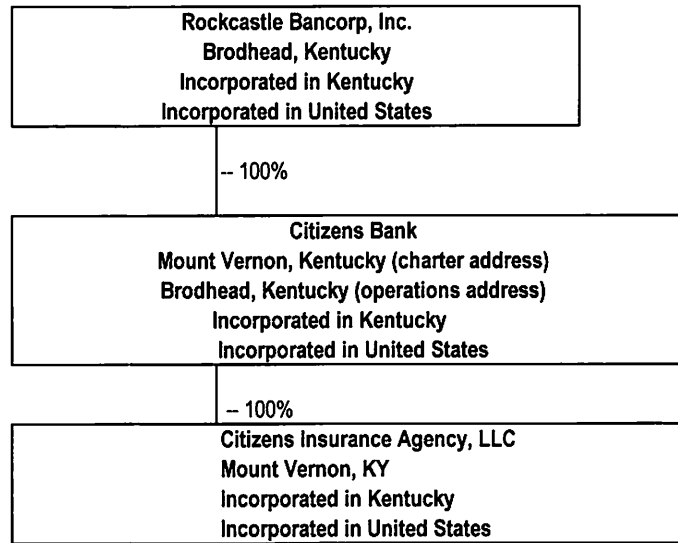 Rockcastle Bancorp, Inc.
Brodhead, Kentucky
Incorporated in Kentucky
Incorporated in United States
-- 100%
Citizens Bank
Mount Vernon, Kentucky (charter address)
Brodhead, Kentucky (operations address)
Incorporated in Kentucky
Incorporated in United States
-- 100%
Citizens Insurance Agency, LLC
Mount Vernon, KY
Incorporated in Kentucky
Incorporated in United States